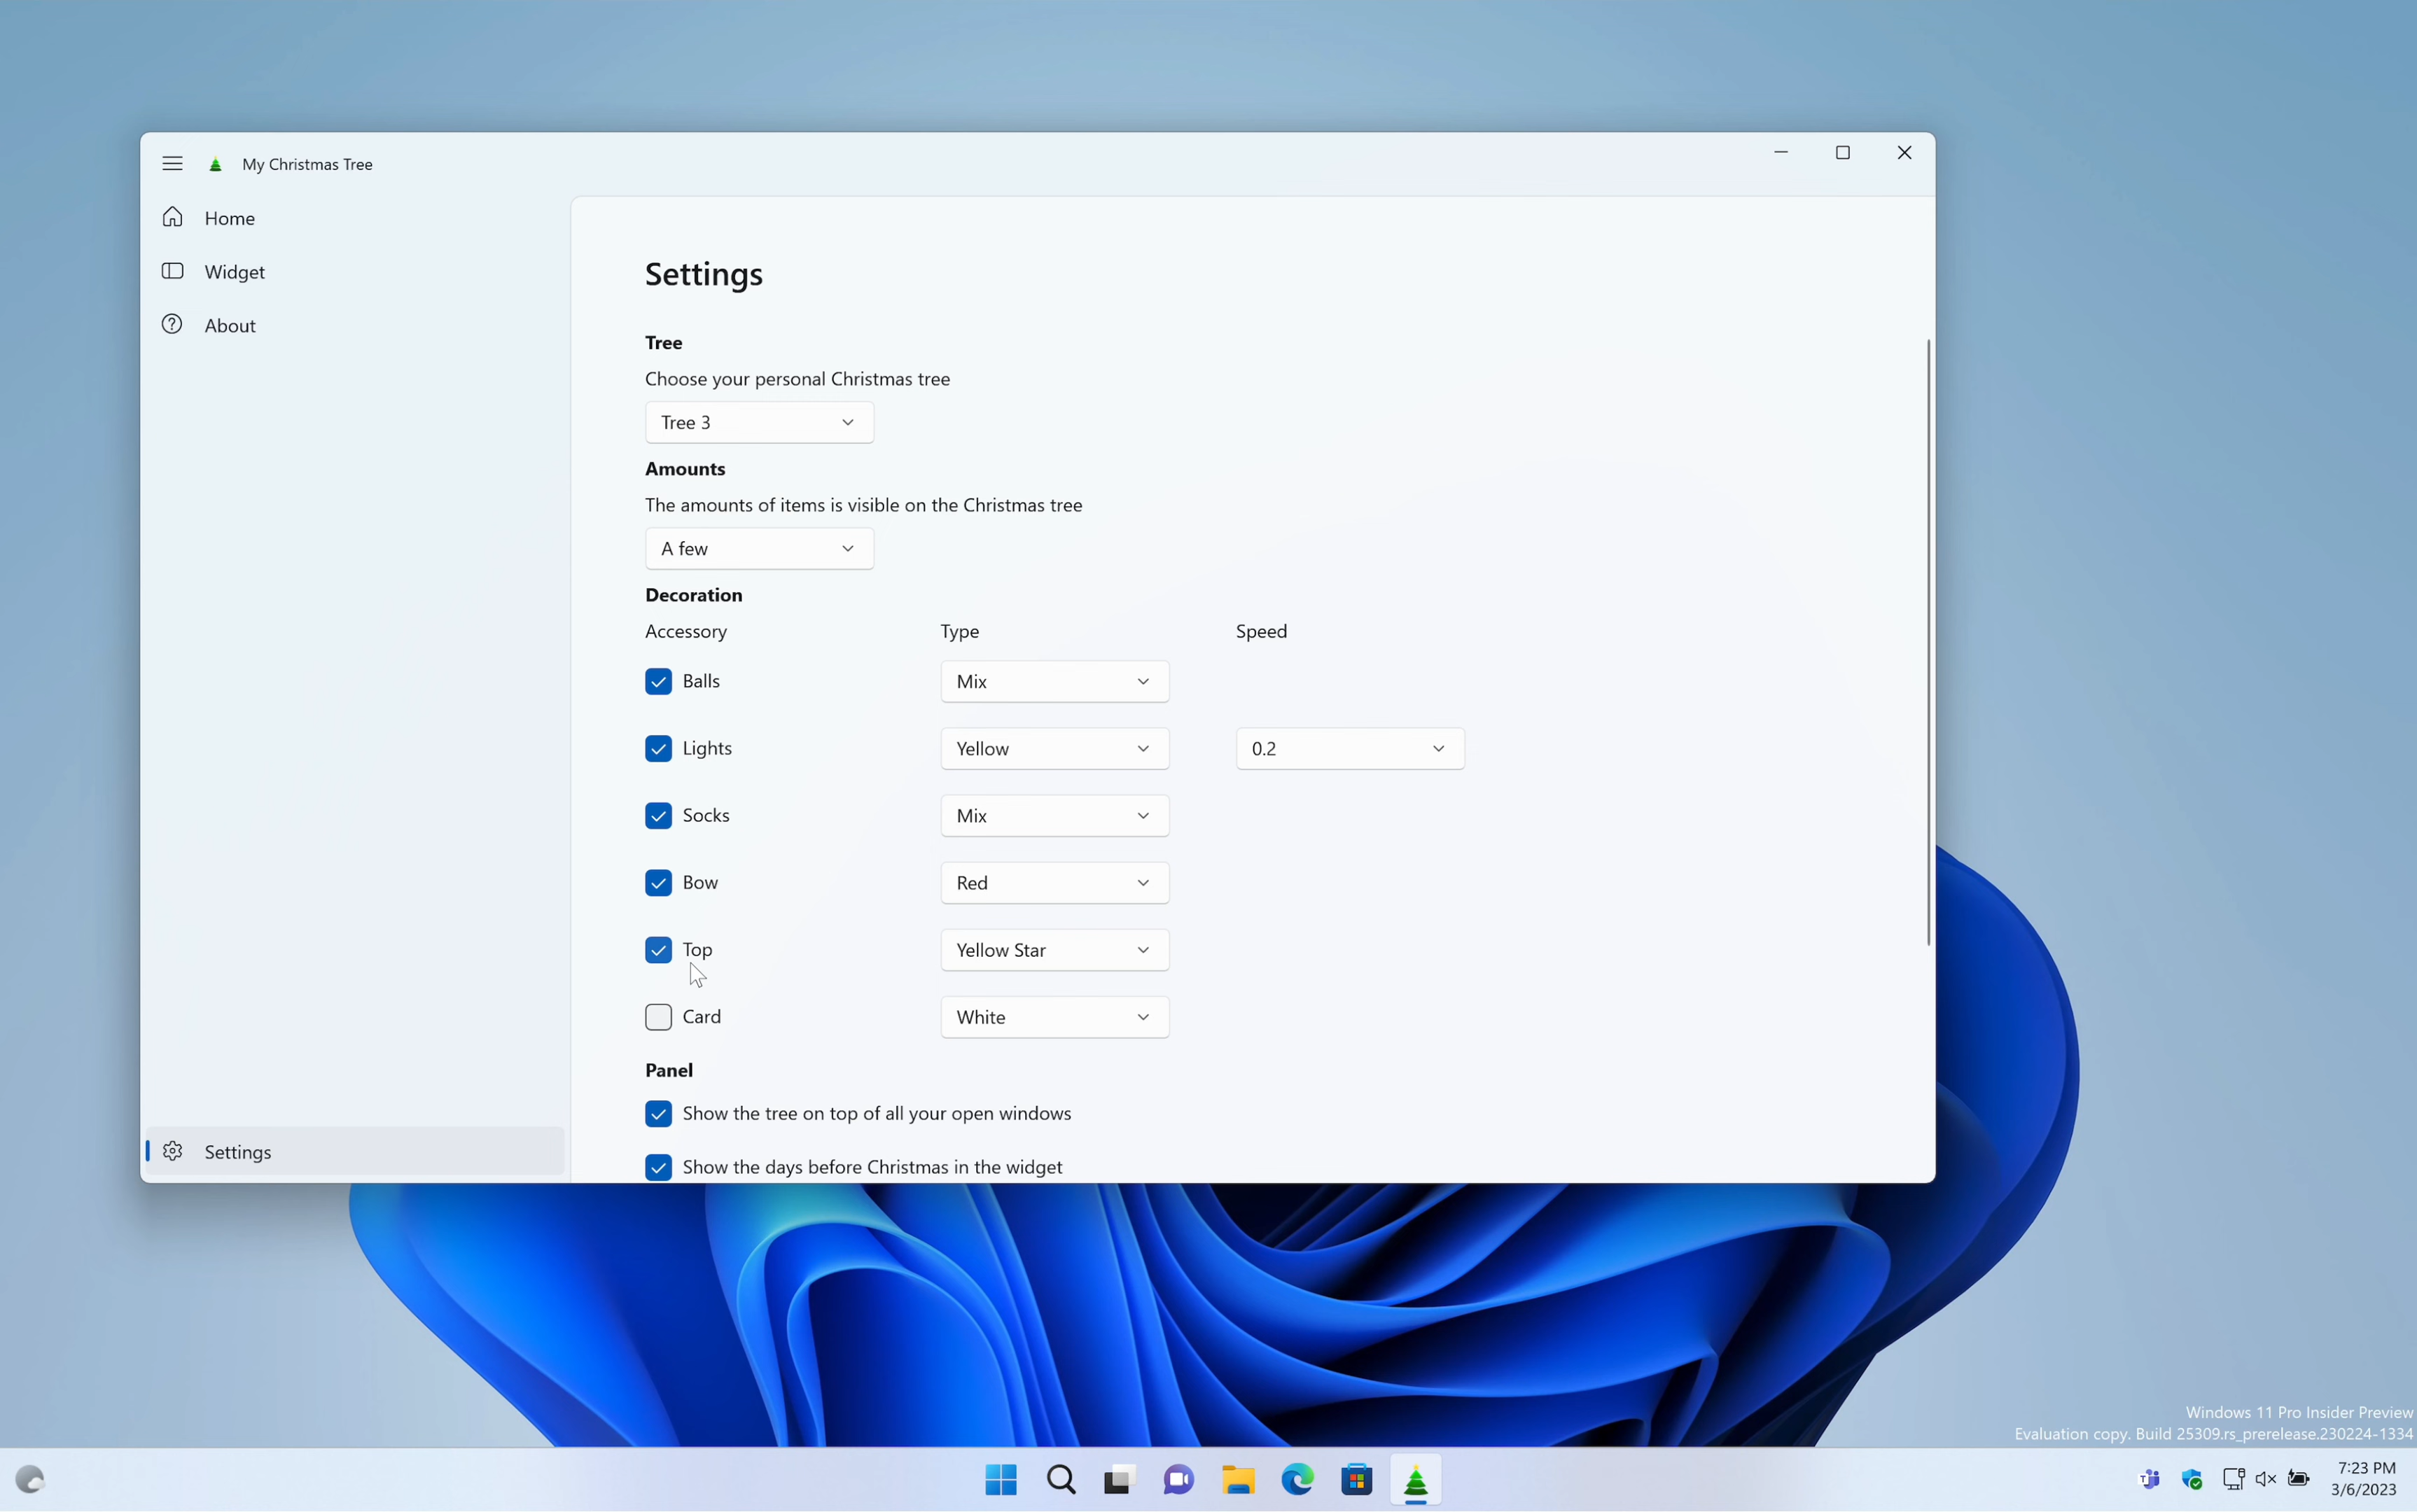 My Christmas Tree
Home
Widget
About
Settings
Settings
Tree
Choose your personal Christmas tree
Tree 3
Amounts
The amounts of items is visible on the Christmas tree
A few
Decoration
Accessory Type Speed
Balls Mix
Lights Yellow 0.2
Socks Mix
Bow Red
Top Yellow Star
Card White
Panel
Show the tree on top of all your open windows
Show the days before Christmas in the widget
Windows 11 Pro Insider Preview
Evaluation copy. Build 25309.rs_prerelease.230224-1334
7:23 PM
3/6/2023